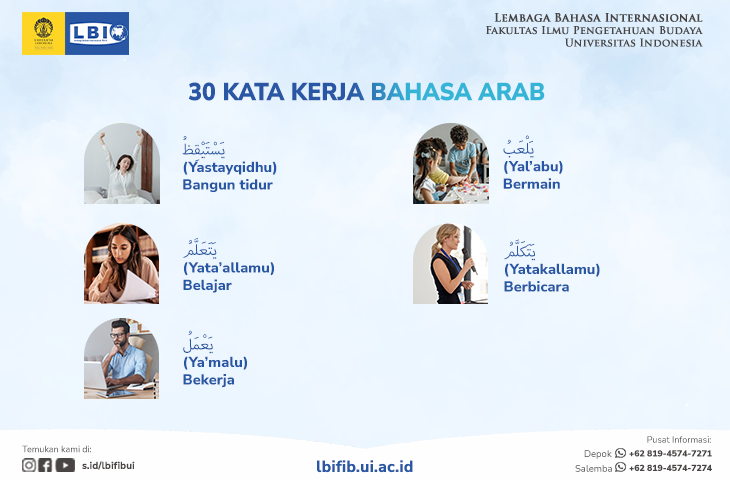 LBI
LEMBAGA BAHASA INTERNASIONAL
FAKULTAS ILMU PENGETAHUAN BUDAYA
UNIVERSITAS INDONESIA
30 KATA KERJA BAHASA ARAB
يَسْتَيْقِظُ
(Yastayqidhu)
Bangun tidur
يَلْعَبُ
(Yal’abu)
Bermain
يَتَعَلَّمُ
(Yata’allamu)
Belajar
يَتَكَلَّمُ
(Yatakallamu)
Berbicara
يَعْمَلُ
(Ya’malu)
Bekerja
Temukan kami di:
s.id/lbifibui
lbifib.ui.ac.id
Pusat Informasi:
Depok +62 819-4574-7271
Salemba +62 819-4574-7274